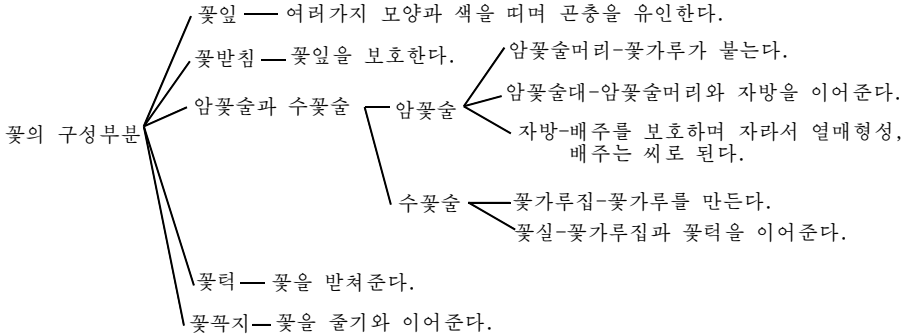 꽃잎 — 여러가지 모양과 색을 띠며 곤충을 유인한다.
꽃받침 — 꽃잎을 보호한다.
암꽃술머리-꽃가루가 붙는다.
암꽃술대-암꽃술머리와 자방을 이어준다.
암꽃술과 수꽃술
암꽃술
꽃의 구성부분
자방-배주를 보호하며 자라서 열매형성,
배주는 씨로 된다.
수꽃술
꽃가루집-꽃가루를 만든다.
꽃실-꽃가루집과 꽃턱을 이어준다.
꽃턱 — 꽃을 받쳐준다.
꽃꼭지 — 꽃을 줄기와 이어준다.